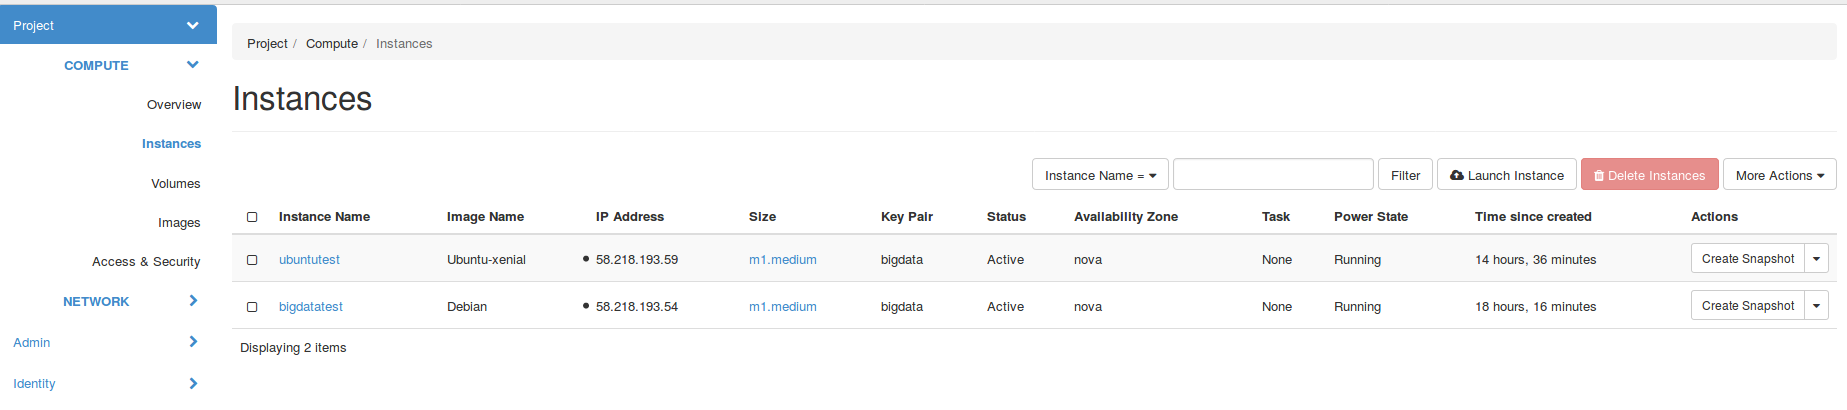 Project
COMPUTE
Overview
Instances
Volumes
Images
Access & Security
NETWORK
Admin
Identity
Project / Compute / Instances
Instances
Instance Name = Filter Launch Instance Delete Instances More Actions
Instance Name Image Name IP Address Size Key Pair Status Availability Zone Task Power State Time since created Actions
ubuntutest Ubuntu-xenial • 58.218.193.59 m1.medium bigdata Active nova None Running 14 hours, 36 minutes Create Snapshot
bigdatatest Debian • 58.218.193.54 m1.medium bigdata Active nova None Running 18 hours, 16 minutes Create Snapshot
Displaying 2 items